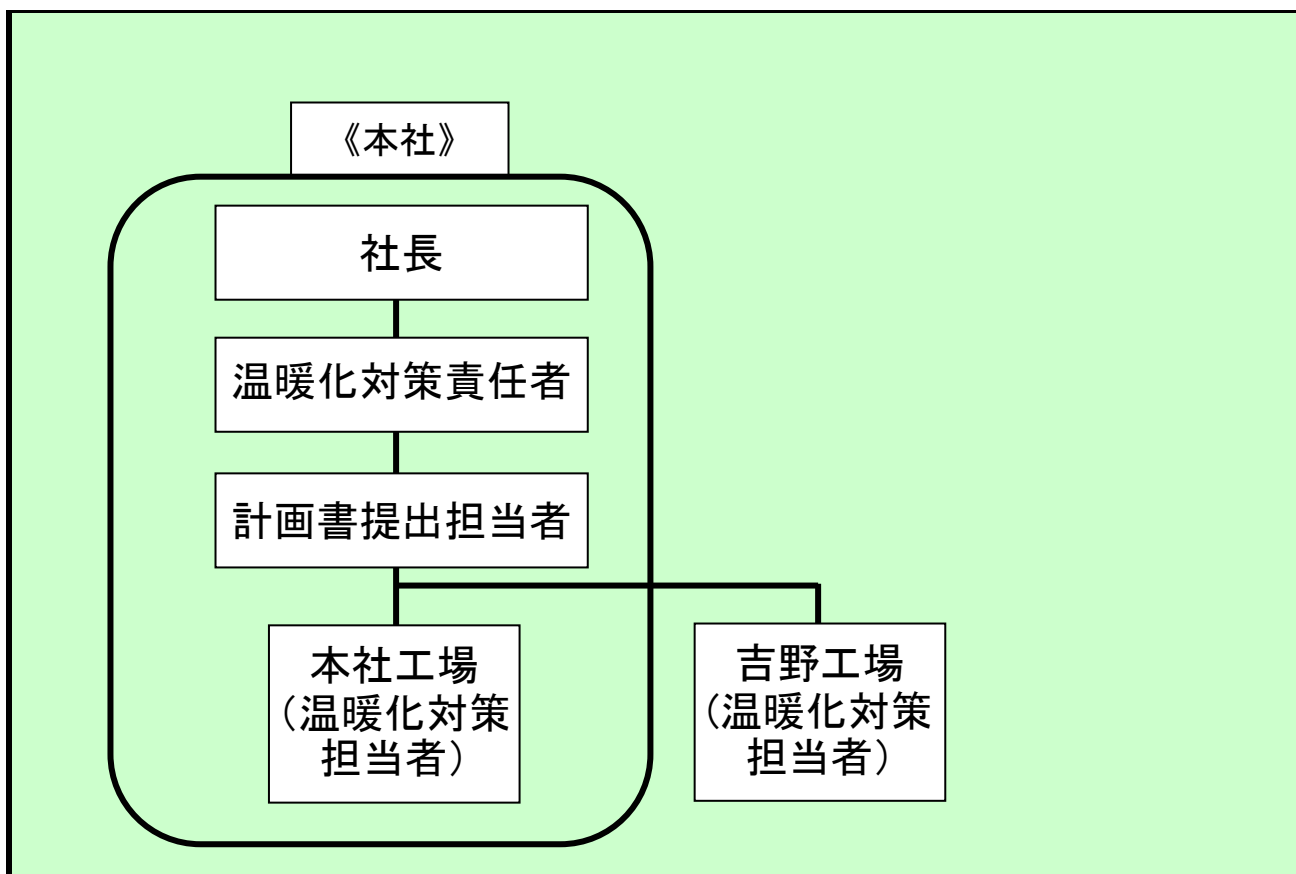 《本社》
社長
温暖化対策責任者
計画書提出担当者
本社工場
（温暖化対策
担当者）
吉野工場
（温暖化対策
担当者）